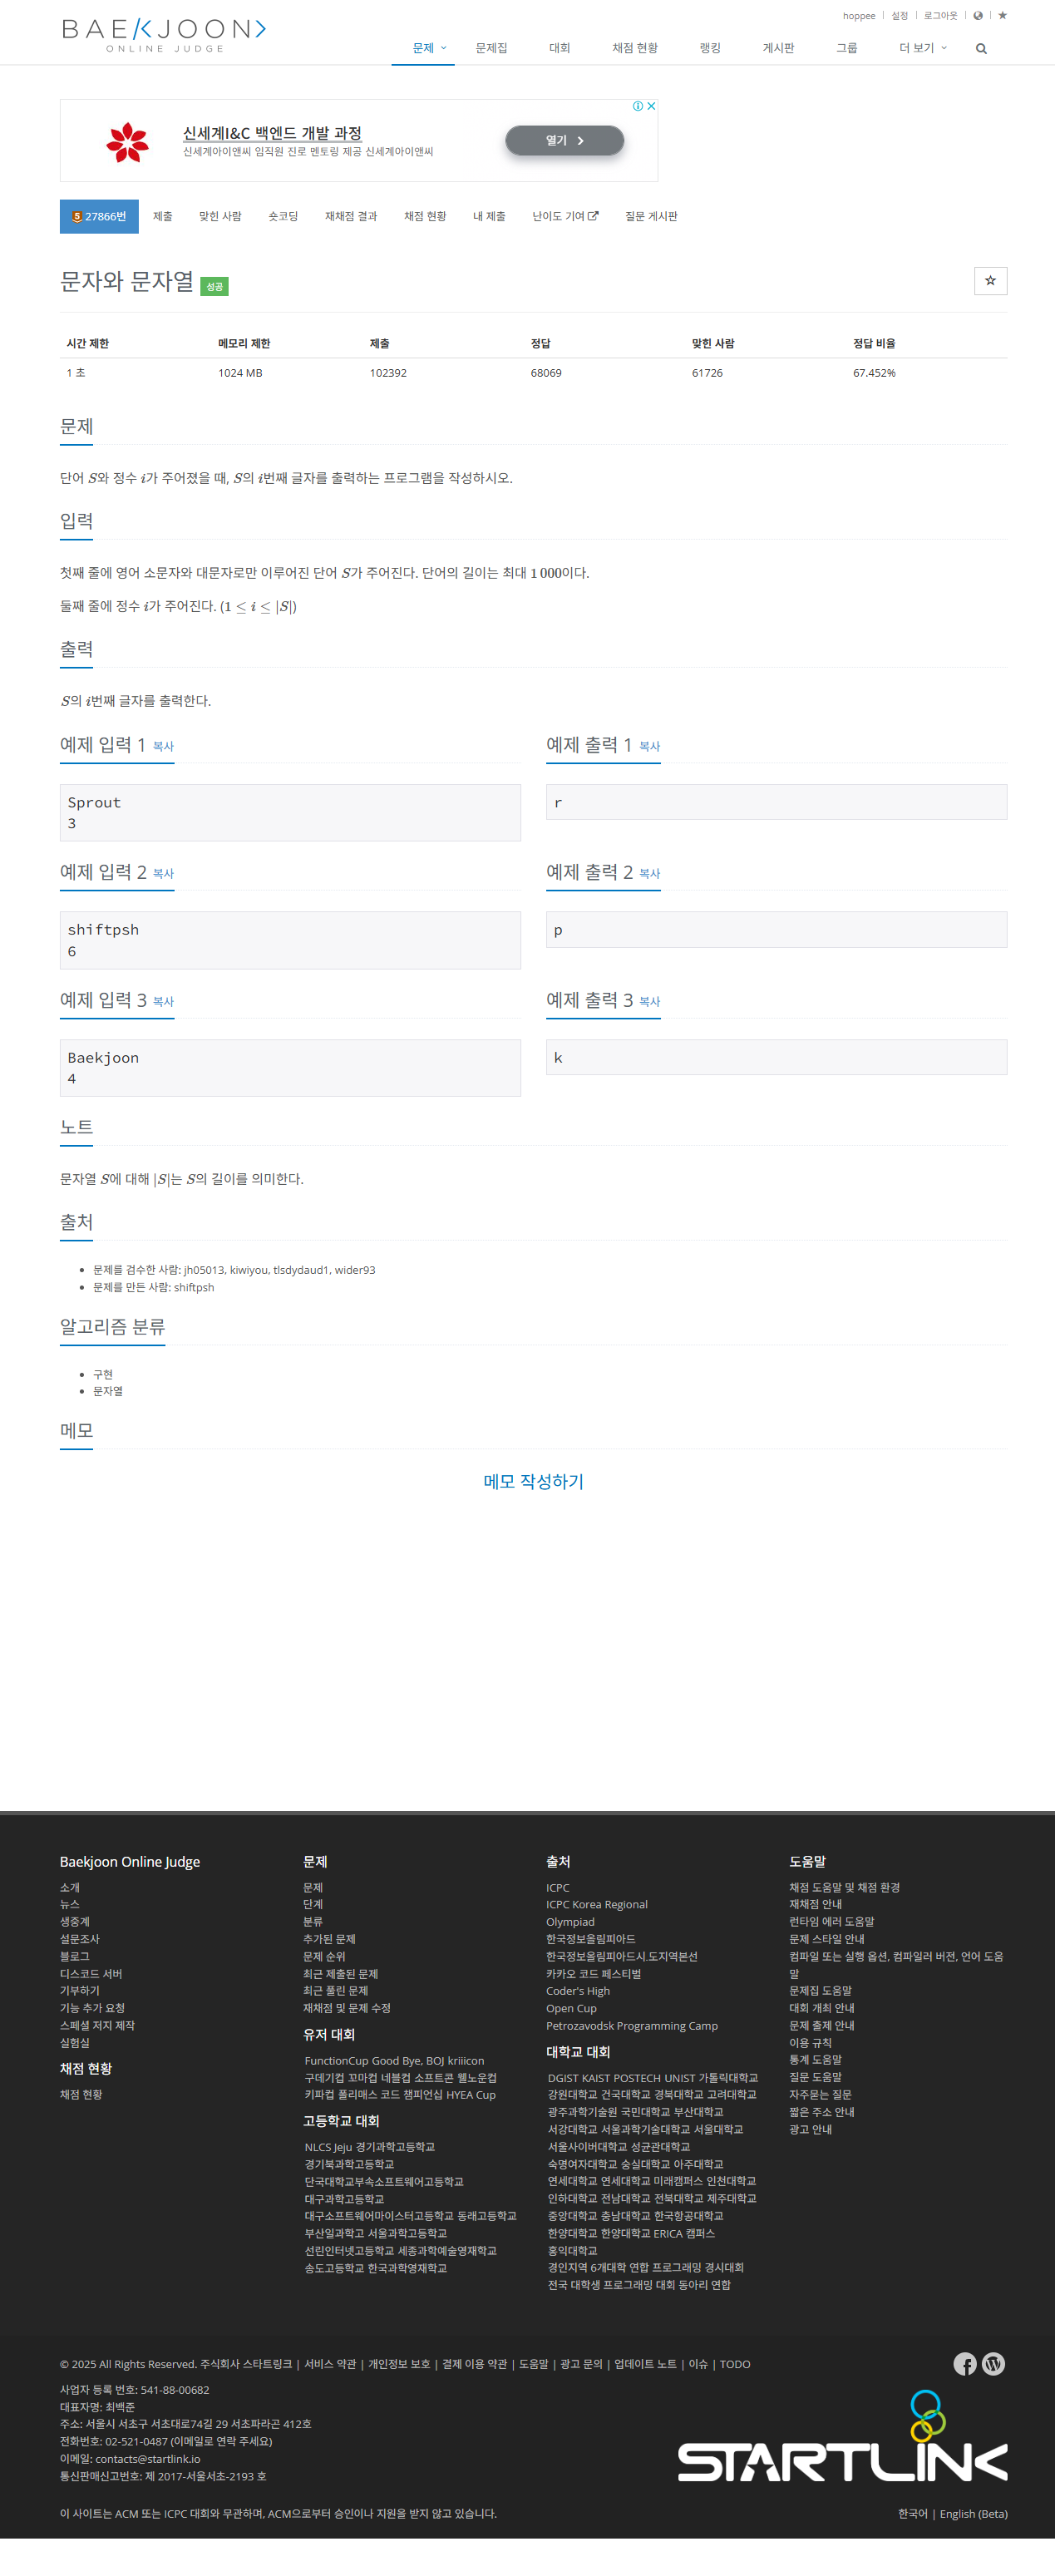 hoppee | 설정 | 로그아웃 | |
BAEKJOON
ONLINE JUDGE
문제 문제집 대회 채점 현황 랭킹 게시판 그룹 더 보기
신세계I&C 백엔드 개발 과정
신세계아이앤씨 임직원 진로 멘토링 제공 신세계아이앤씨
열기
5 27866번 제출 맞힌 사람 숏코딩 재채점 결과 채점 현황 내 제출 난이도 기여 질문 게시판
문자와 문자열 성공
시간 제한 메모리 제한 제출 정답 맞힌 사람 정답 비율
1 초 1024 MB 102392 68069 61726 67.452%
문제
단어 S와 정수 i가 주어졌을 때, S의 i번째 글자를 출력하는 프로그램을 작성하시오.
입력
첫째 줄에 영어 소문자와 대문자로만 이루어진 단어 S가 주어진다. 단어의 길이는 최대 1 000이다.
둘째 줄에 정수 i가 주어진다. (1 ≤ i ≤ |S|)
출력
S의 i번째 글자를 출력한다.
예제 입력 1 복사
Sprout
3
예제 출력 1 복사
r
예제 입력 2 복사
shiftpsh
6
예제 출력 2 복사
p
예제 입력 3 복사
Baekjoon
4
예제 출력 3 복사
k
노트
문자열 S에 대해 |S|는 S의 길이를 의미한다.
출처
문제를 검수한 사람: jh05013, kiwiyou, tlsdydaud1, wider93
문제를 만든 사람: shiftpsh
알고리즘 분류
구현
문자열
메모
메모 작성하기
Baekjoon Online Judge
소개
뉴스
생중계
설문조사
블로그
디스코드 서버
기부하기
기능 추가 요청
스페셜 저지 제작
실험실
채점 현황
채점 현황
문제
문제
단계
분류
추가된 문제
문제 순위
최근 제출된 문제
최근 풀린 문제
재채점 및 문제 수정
유저 대회
FunctionCup Good Bye, BOJ kriiicon
구데기컵 꼬마컵 네블컵 소프트콘 웰노운컵
키파컵 폴리매스 코드 챔피언십 HYEA Cup
고등학교 대회
NLCS Jeju 경기과학고등학교
경기북과학고등학교
단국대학교부속소프트웨어고등학교
대구과학고등학교
대구소프트웨어마이스터고등학교 동래고등학교
부산일과학고 서울과학고등학교
선린인터넷고등학교 세종과학예술영재학교
송도고등학교 한국과학영재학교
출처
ICPC
ICPC Korea Regional
Olympiad
한국정보올림피아드
한국정보올림피아드시.도지역본선
카카오 코드 페스티벌
Coder's High
Open Cup
Petrozavodsk Programming Camp
대학교 대회
DGIST KAIST POSTECH UNIST 가톨릭대학교
강원대학교 건국대학교 경북대학교 고려대학교
광주과학기술원 국민대학교 부산대학교
서강대학교 서울과학기술대학교 서울대학교
서울사이버대학교 성균관대학교
숙명여자대학교 숭실대학교 아주대학교
연세대학교 연세대학교 미래캠퍼스 인천대학교
인하대학교 전남대학교 전북대학교 제주대학교
중앙대학교 충남대학교 한국항공대학교
한양대학교 한양대학교 ERICA 캠퍼스
홍익대학교
경인지역 6개대학 연합 프로그래밍 경시대회
전국 대학생 프로그래밍 대회 동아리 연합
도움말
채점 도움말 및 채점 환경
재채점 안내
런타임 에러 도움말
문제 스타일 안내
컴파일 또는 실행 옵션, 컴파일러 버전, 언어 도움
말
문제집 도움말
대회 개최 안내
문제 출제 안내
이용 규칙
통계 도움말
질문 도움말
자주묻는 질문
짧은 주소 안내
광고 안내
© 2025 All Rights Reserved. 주식회사 스타트링크 | 서비스 약관 | 개인정보 보호 | 결제 이용 약관 | 도움말 | 광고 문의 | 업데이트 노트 | 이슈 | TODO
사업자 등록 번호: 541-88-00682
대표자명: 최백준
주소: 서울시 서초구 서초대로74길 29 서초파라곤 412호
전화번호: 02-521-0487 (이메일로 연락 주세요)
이메일: contacts@startlink.io
통신판매신고번호: 제 2017-서울서초-2193 호
STARTLINK
이 사이트는 ACM 또는 ICPC 대회와 무관하며, ACM으로부터 승인이나 지원을 받지 않고 있습니다.
한국어 | English (Beta)